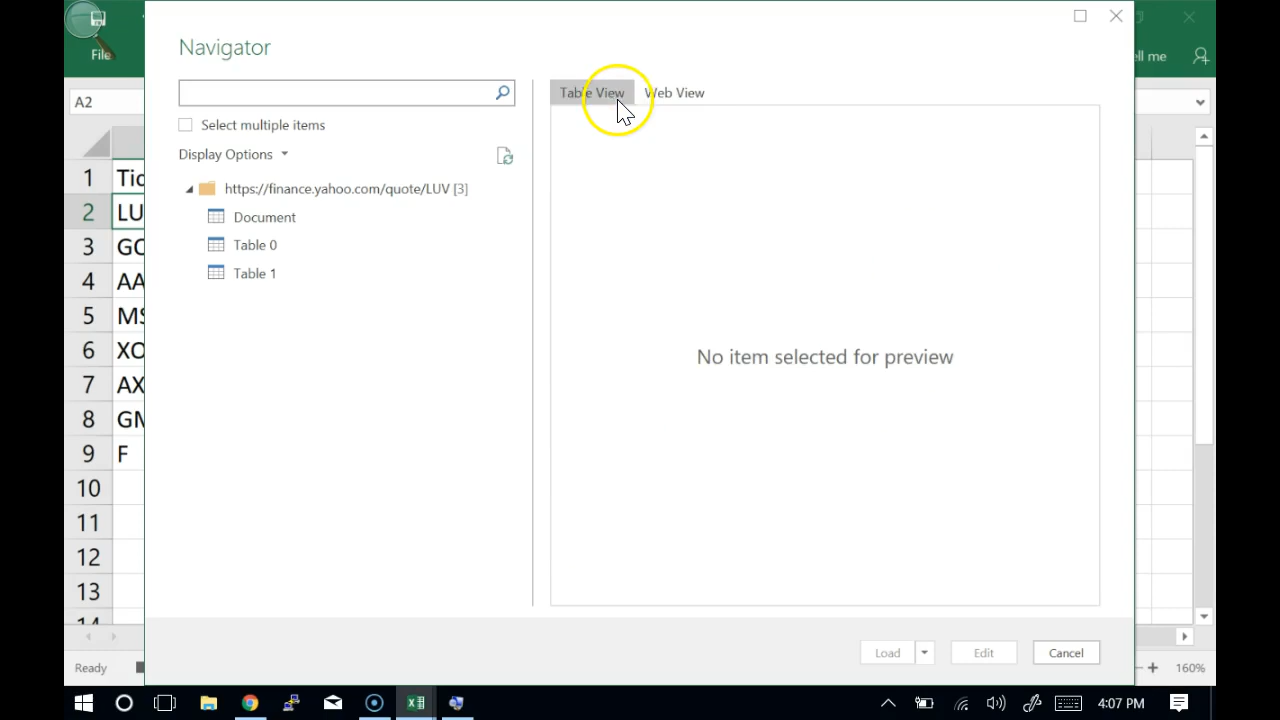 File
ell me
Navigator
Table View
Web View
A2
Select multiple items
Display Options
https://finance.yahoo.com/quote/LUV [3]
Document
Table 0
Table 1
No item selected for preview
1 Tic
2 LU
3 GO
4 AA
5 MS
6 XO
7 AX
8 GM
9 F
10
11
12
13
14
Load
Edit
Cancel
Ready
160%
4:07 PM